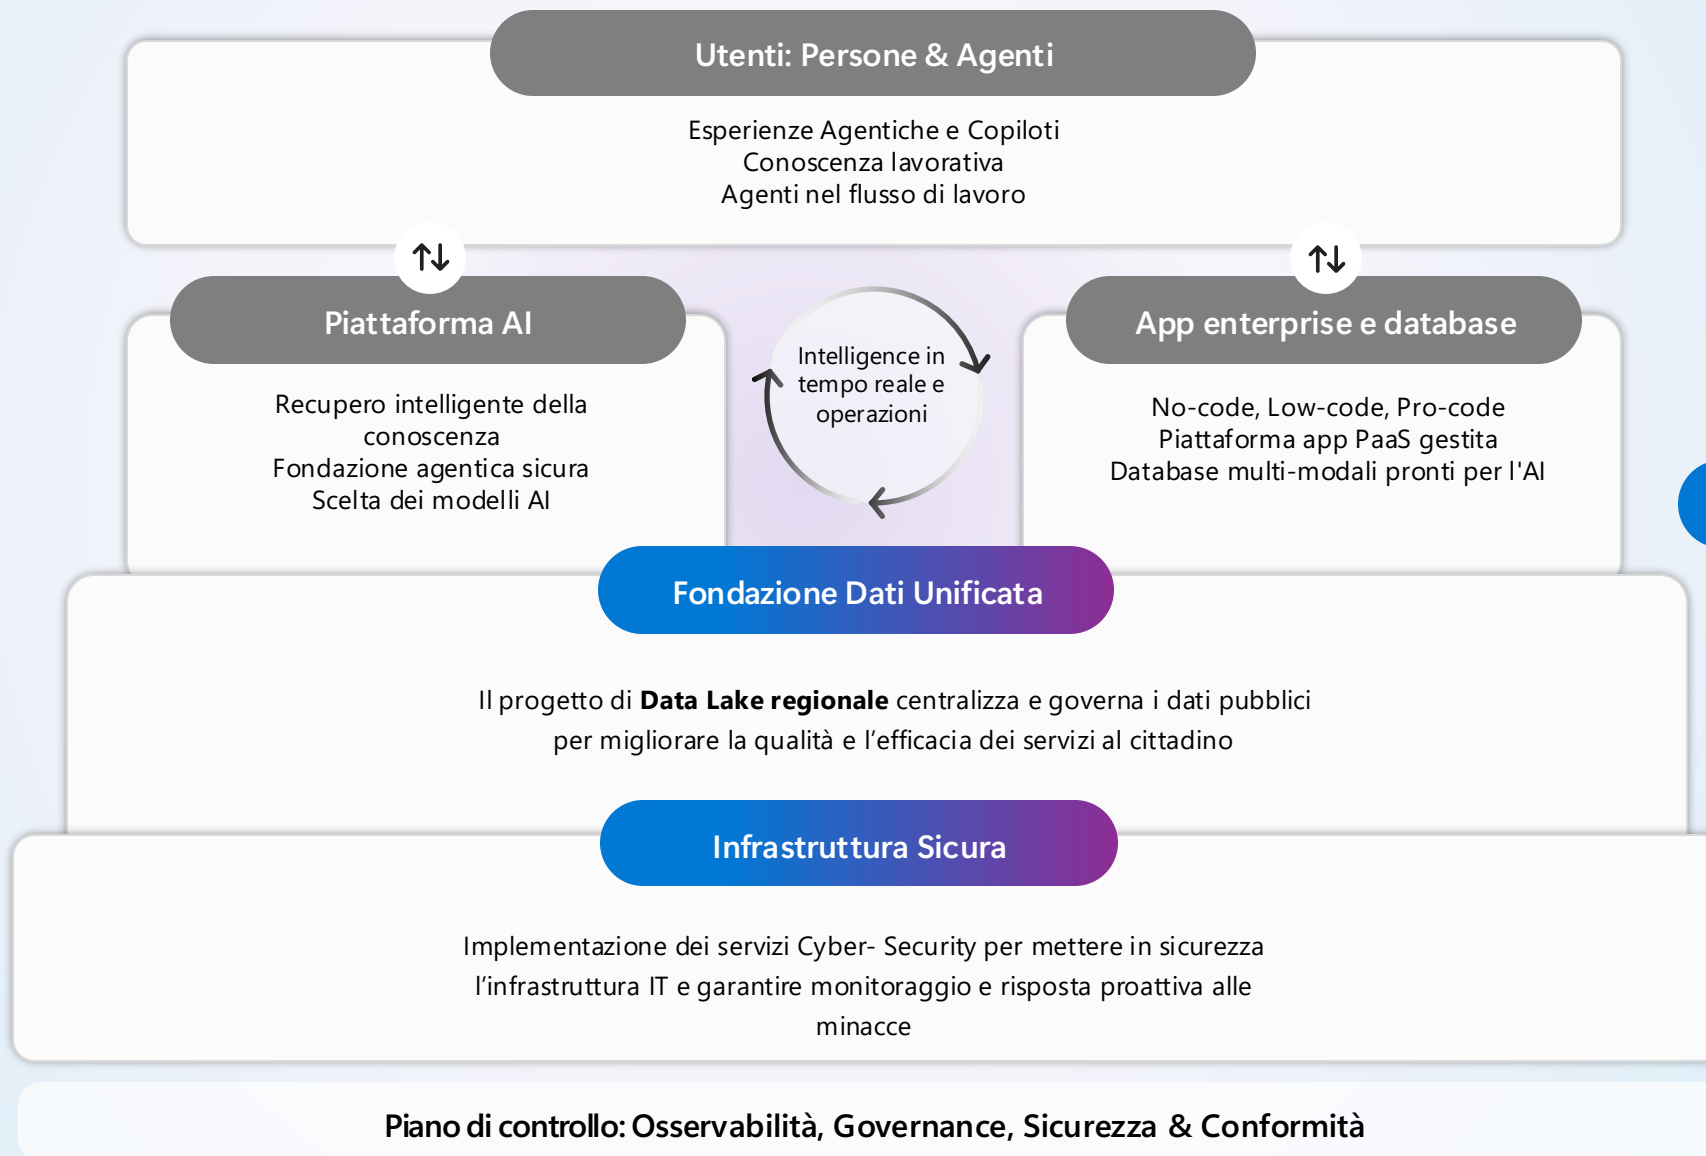 Utenti: Persone & Agenti
Esperienze Agentiche e Copiloti
Conoscenza lavorativa
Agenti nel flusso di lavoro
Piattaforma AI
Recupero intelligente della
conoscenza
Fondazione agentica sicura
Scelta dei modelli AI
Intelligence in
tempo reale e
operazioni
App enterprise e database
No-code, Low-code, Pro-code
Piattaforma app PaaS gestita
Database multi-modali pronti per l'AI
Fondazione Dati Unificata
Il progetto di Data Lake regionale centralizza e governa i dati pubblici
per migliorare la qualità e l’efficacia dei servizi al cittadino
Infrastruttura Sicura
Implementazione dei servizi Cyber- Security per mettere in sicurezza
l’infrastruttura IT e garantire monitoraggio e risposta proattiva alle
minacce
Piano di controllo: Osservabilità, Governance, Sicurezza & Conformità